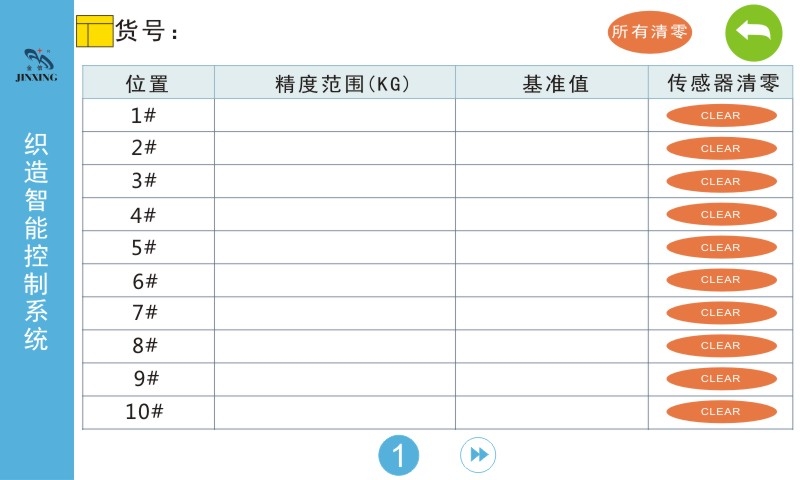 金信
JINXING
织造智能控制系统
货号：
所有清零
位置 精度范围(KG) 基准值 传感器清零
1# CLEAR
2# CLEAR
3# CLEAR
4# CLEAR
5# CLEAR
6# CLEAR
7# CLEAR
8# CLEAR
9# CLEAR
10# CLEAR
1